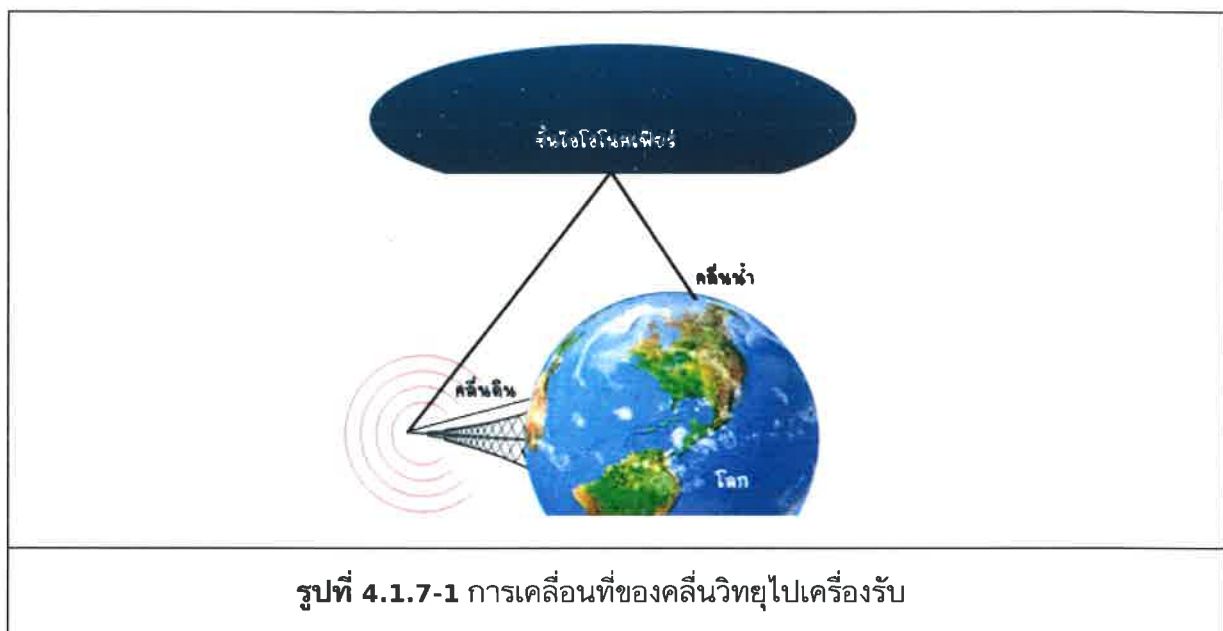 ชั้นไอโอโนสเฟียร์
คลื่นน้ำ
คลื่นดิน
โลก
รูปที่ 4.1.7-1 การเคลื่อนที่ของคลื่นวิทยุไปเครื่องรับ